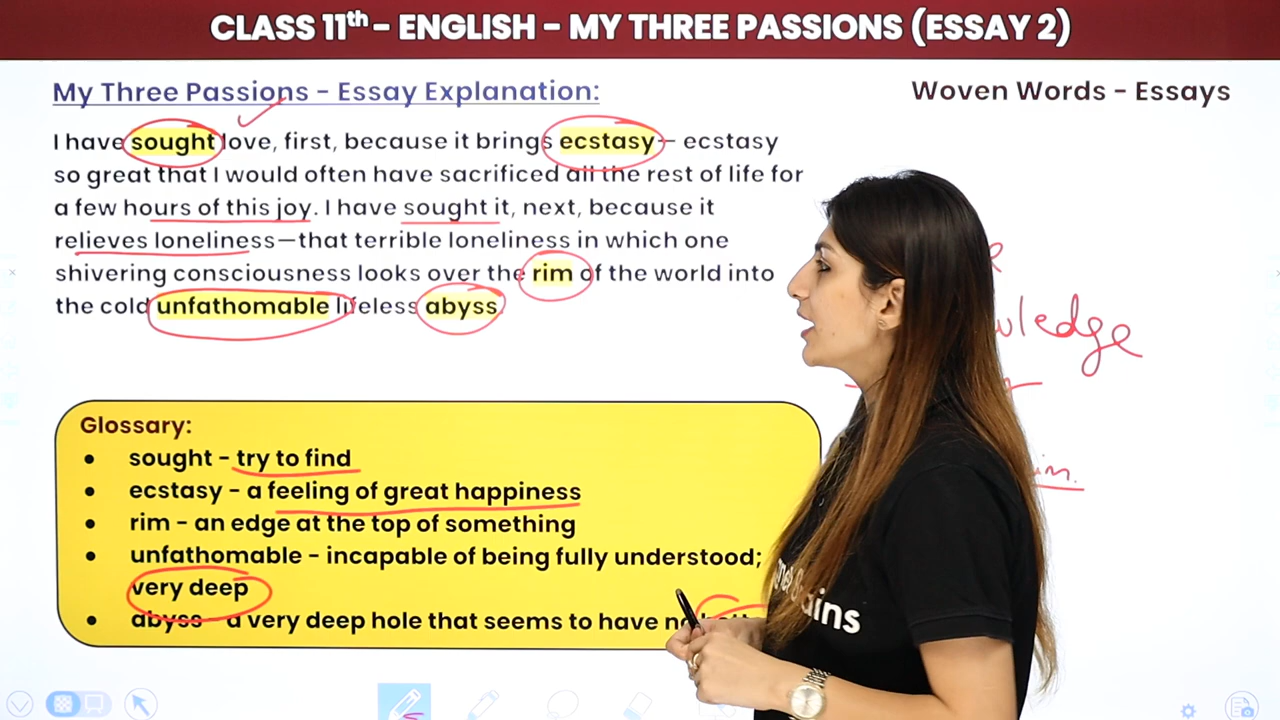 CLASS 11th - ENGLISH - MY THREE PASSIONS (ESSAY 2)
My Three Passions - Essay Explanation:
Woven Words - Essays
I have sought love, first, because it brings ecstasy— ecstasy
so great that I would often have sacrificed all the rest of life for
a few hours of this joy. I have sought it, next, because it
relieves loneliness—that terrible loneliness in which one
shivering consciousness looks over the rim of the world into
the cold unfathomable lifeless abyss.
Glossary:
• sought - try to find
• ecstasy - a feeling of great happiness
• rim - an edge at the top of something
• unfathomable - incapable of being fully understood;
very deep
• abyss - a very deep hole that seems to have no